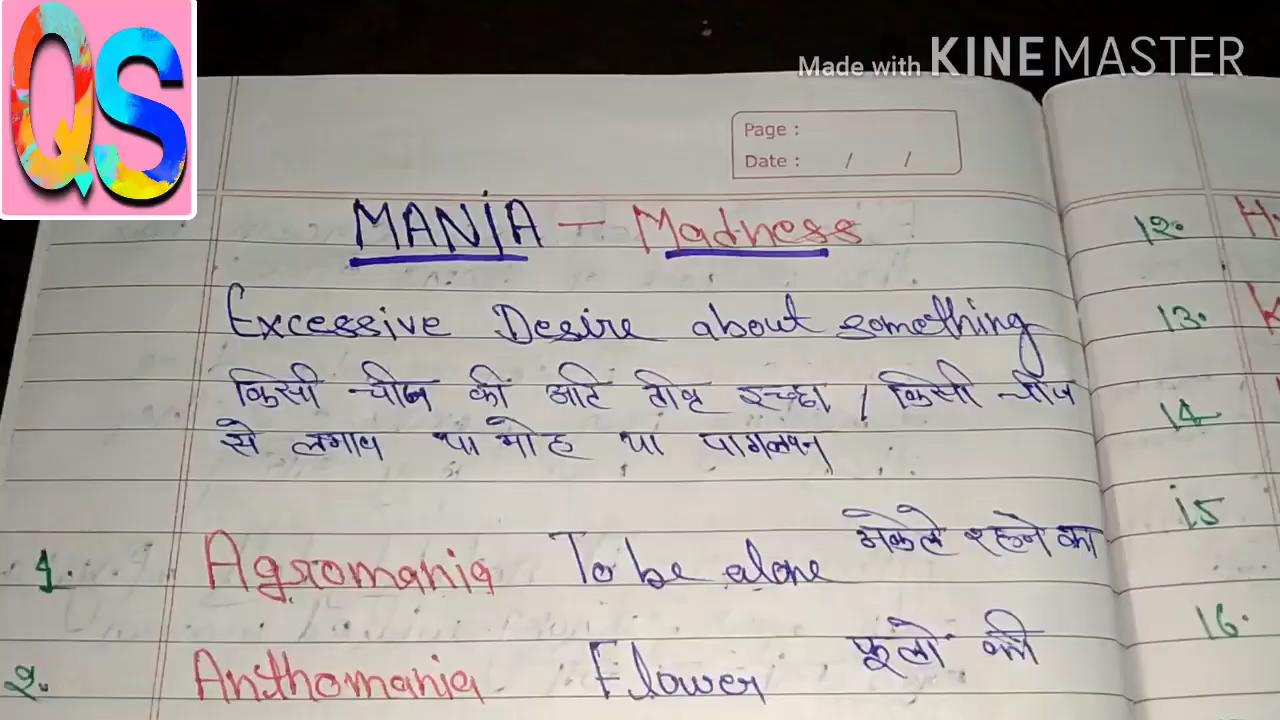 QS
Made with KINEMASTER
Page :
Date : / /
MANIA - Madness
Excessive Desire about something
किसी चीज की अति तीव्र इच्छा / किसी चीज
से लगाव या मोह या पागलपन
1. Agromania To be alone अकेले रहने का
2. Anthomania Flower फूलों की
12. H
13. K
14
15
16.